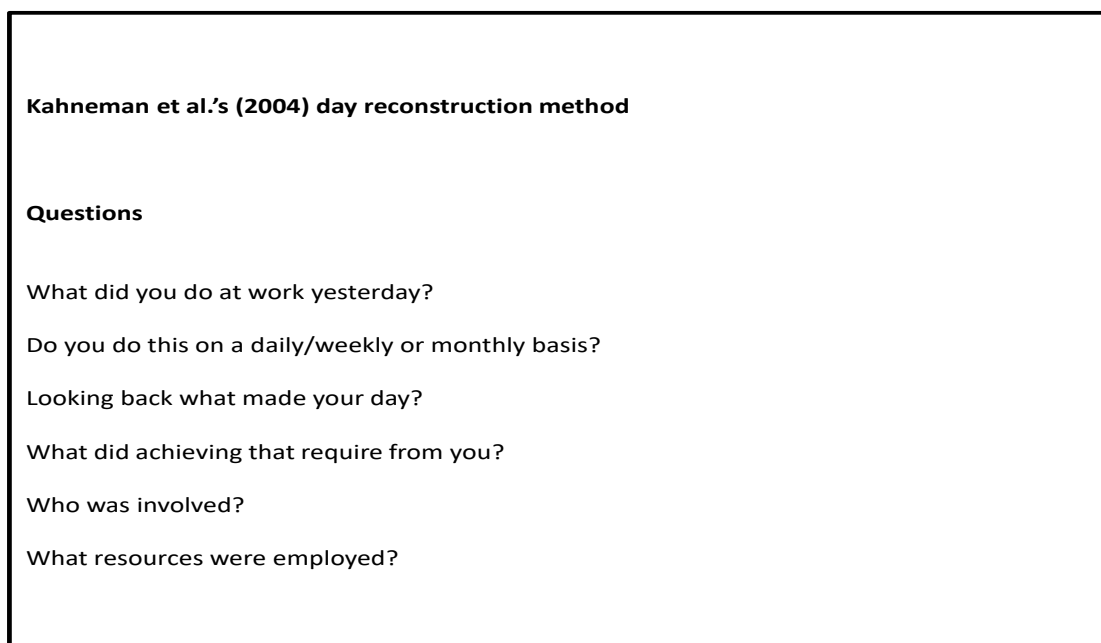 Kahneman et al.’s (2004) day reconstruction method
Questions
What did you do at work yesterday?
Do you do this on a daily/weekly or monthly basis?
Looking back what made your day?
What did achieving that require from you?
Who was involved?
What resources were employed?